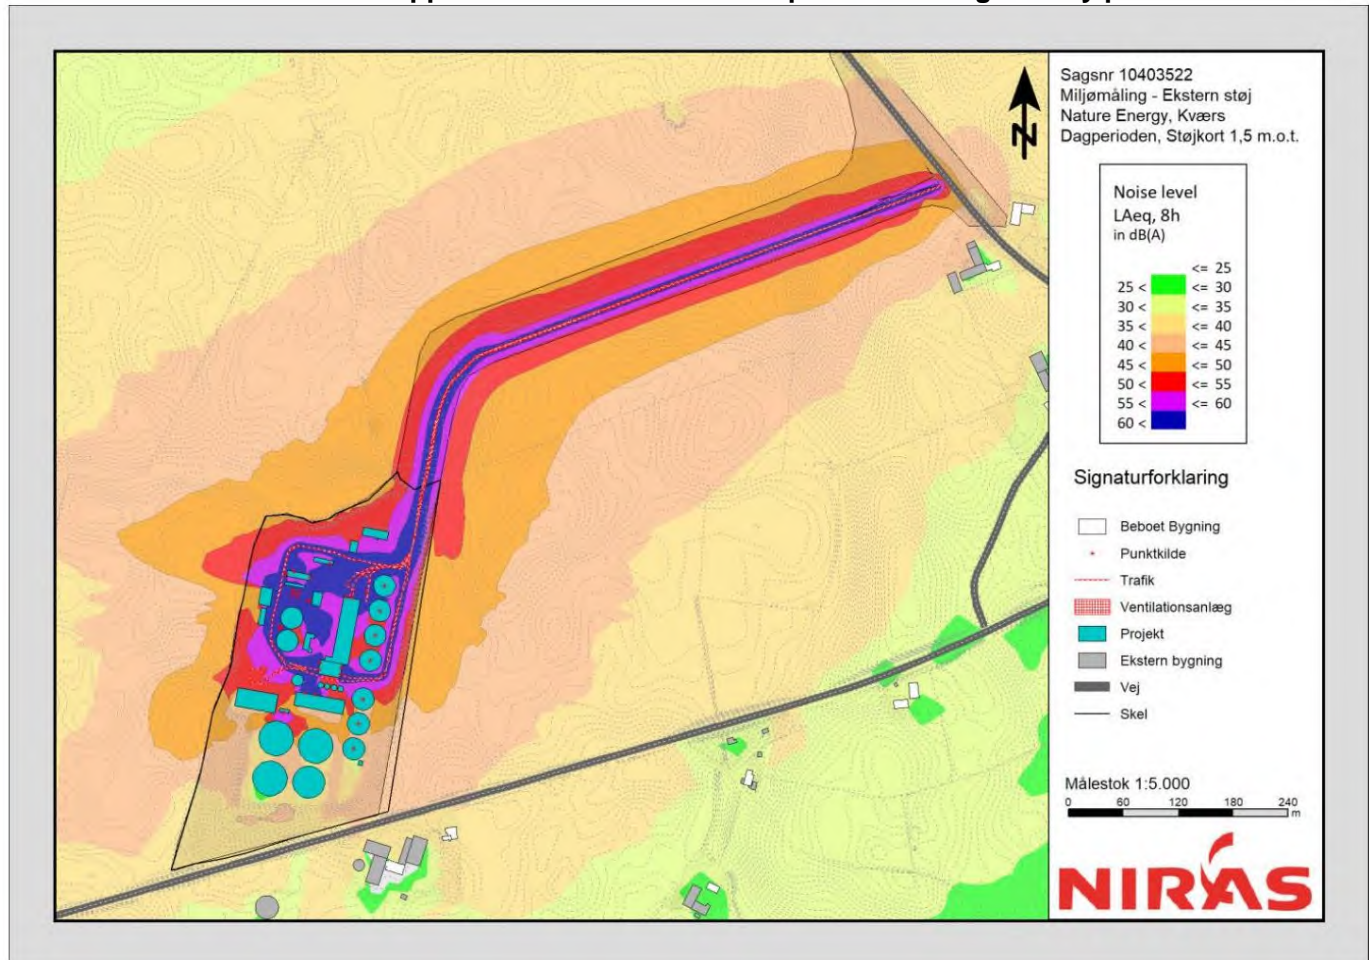 Sagsnr 10403522
Miljømåling - Ekstern støj
Nature Energy, Kværs
Dagperioden, Støjkort 1,5 m.o.t.
N
Noise level
LAeq, 8h
in dB(A)
<= 25
25 < <= 30
30 < <= 35
35 < <= 40
40 < <= 45
45 < <= 50
50 < <= 55
55 < <= 60
60 <
Signaturforklaring
Beboet Bygning
Punktkilde
Trafik
Ventilationsanlæg
Projekt
Ekstern bygning
Vej
Skel
Målestok 1:5.000
0 60 120 180 240
m
NIRAS